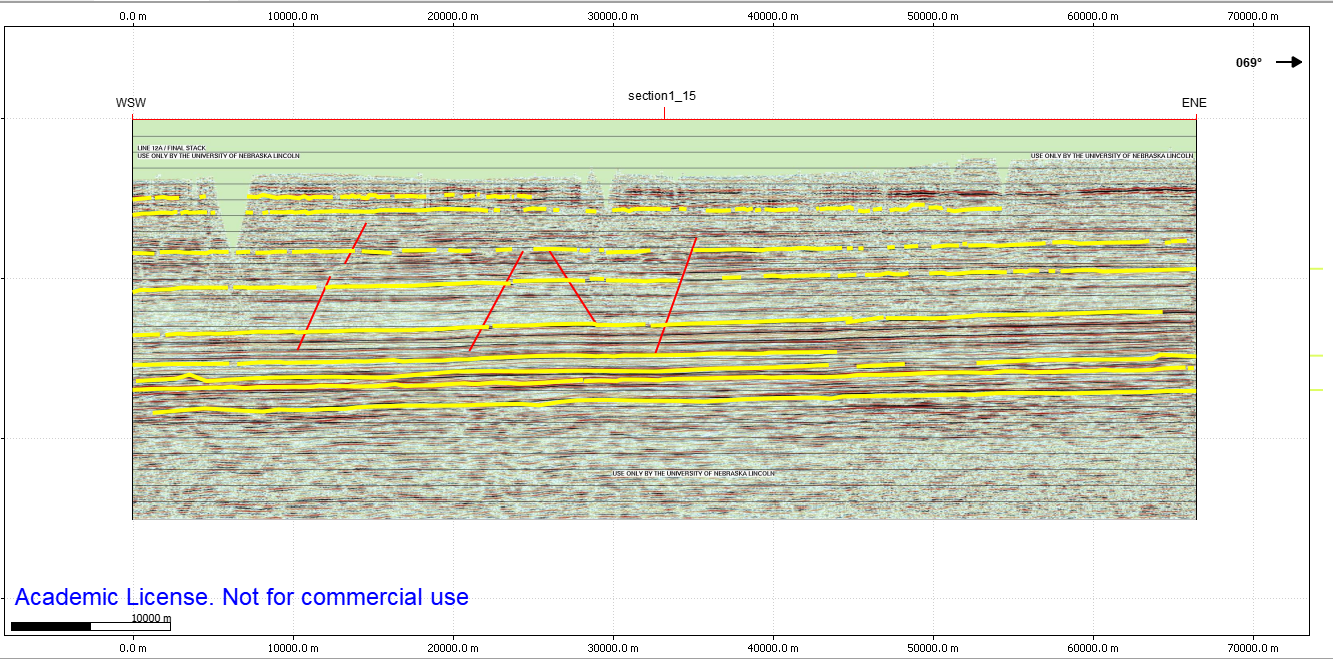 0.0 m 10000.0 m 20000.0 m 30000.0 m 40000.0 m 50000.0 m 60000.0 m 70000.0 m
069°
section1_15
WSW ENE
LINE 12A / FINAL STACK
USE ONLY BY THE UNIVERSITY OF NEBRASKA LINCOLN USE ONLY BY THE UNIVERSITY OF NEBRASKA LINCOLN
USE ONLY BY THE UNIVERSITY OF NEBRASKA LINCOLN
Academic License. Not for commercial use
10000 m
0.0 m 10000.0 m 20000.0 m 30000.0 m 40000.0 m 50000.0 m 60000.0 m 70000.0 m